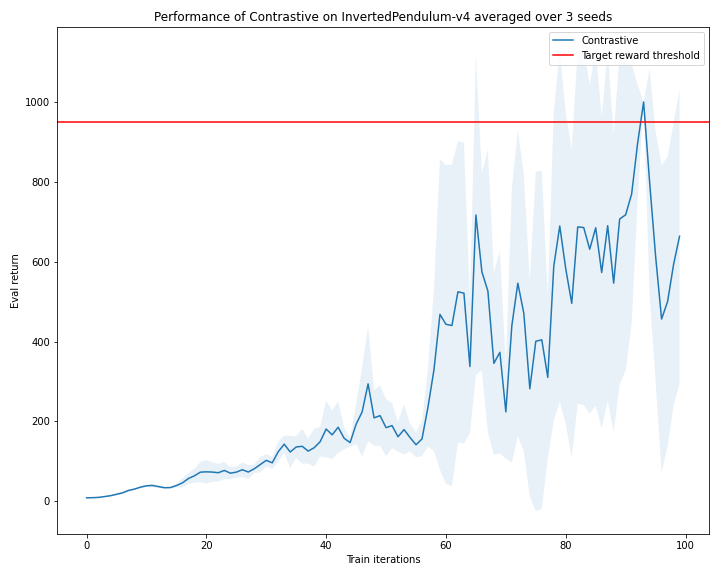 Performance of Contrastive on InvertedPendulum-v4 averaged over 3 seeds
Contrastive
Target reward threshold
1000
800
600
400
200
0
Eval return
0 20 40 60 80 100
Train iterations